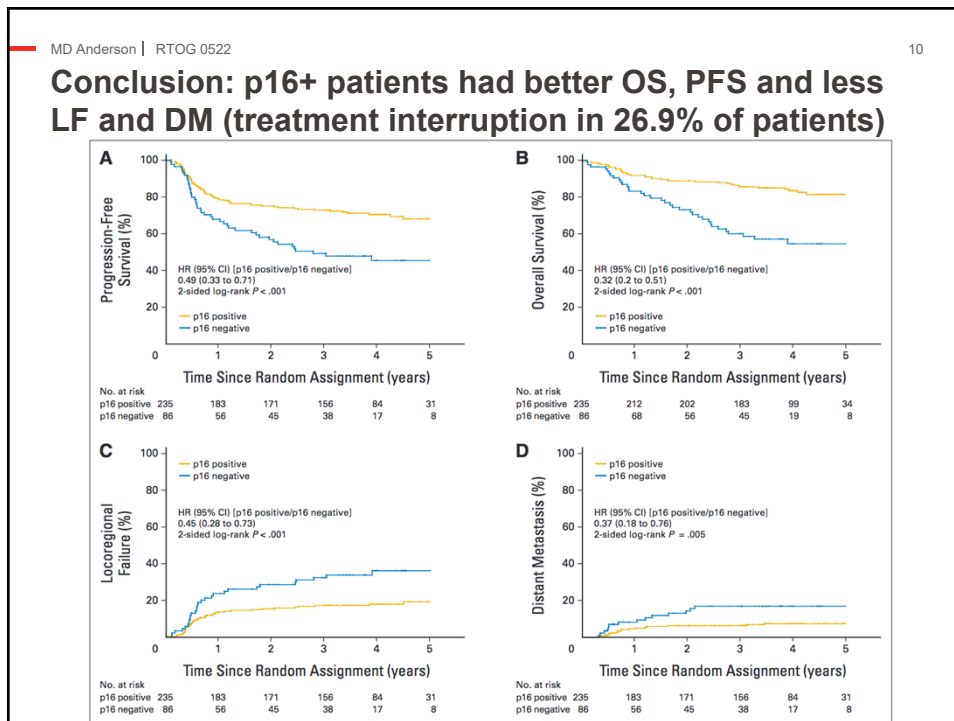 MD Anderson | RTOG 0522
10
Conclusion: p16+ patients had better OS, PFS and less
LF and DM (treatment interruption in 26.9% of patients)
A
Progression-Free
Survival (%)
100
80
60
40
20
0
HR (95% CI) [p16 positive/p16 negative]
0.49 (0.33 to 0.71)
2-sided log-rank P < .001
p16 positive
p16 negative
1 2 3 4 5
Time Since Random Assignment (years)
No. at risk
p16 positive 235 183 171 156 84 31
p16 negative 86 56 45 38 17 8
B
Overall Survival (%)
100
80
60
40
20
0
HR (95% CI) [p16 positive/p16 negative]
0.32 (0.2 to 0.51)
2-sided log-rank P < .001
p16 positive
p16 negative
1 2 3 4 5
Time Since Random Assignment (years)
No. at risk
p16 positive 235 212 202 183 99 34
p16 negative 86 68 56 45 19 8
C
Locoregional
Failure (%)
100
80
60
40
20
0
p16 positive
p16 negative
HR (95% CI) [p16 positive/p16 negative]
0.45 (0.28 to 0.73)
2-sided log-rank P < .001
1 2 3 4 5
Time Since Random Assignment (years)
No. at risk
p16 positive 235 183 171 156 84 31
p16 negative 86 56 45 38 17 8
D
Distant Metastasis (%)
100
80
60
40
20
0
p16 positive
p16 negative
HR (95% CI) [p16 positive/p16 negative]
0.37 (0.18 to 0.76)
2-sided log-rank P = .005
1 2 3 4 5
Time Since Random Assignment (years)
No. at risk
p16 positive 235 183 171 156 84 31
p16 negative 86 56 45 38 17 8